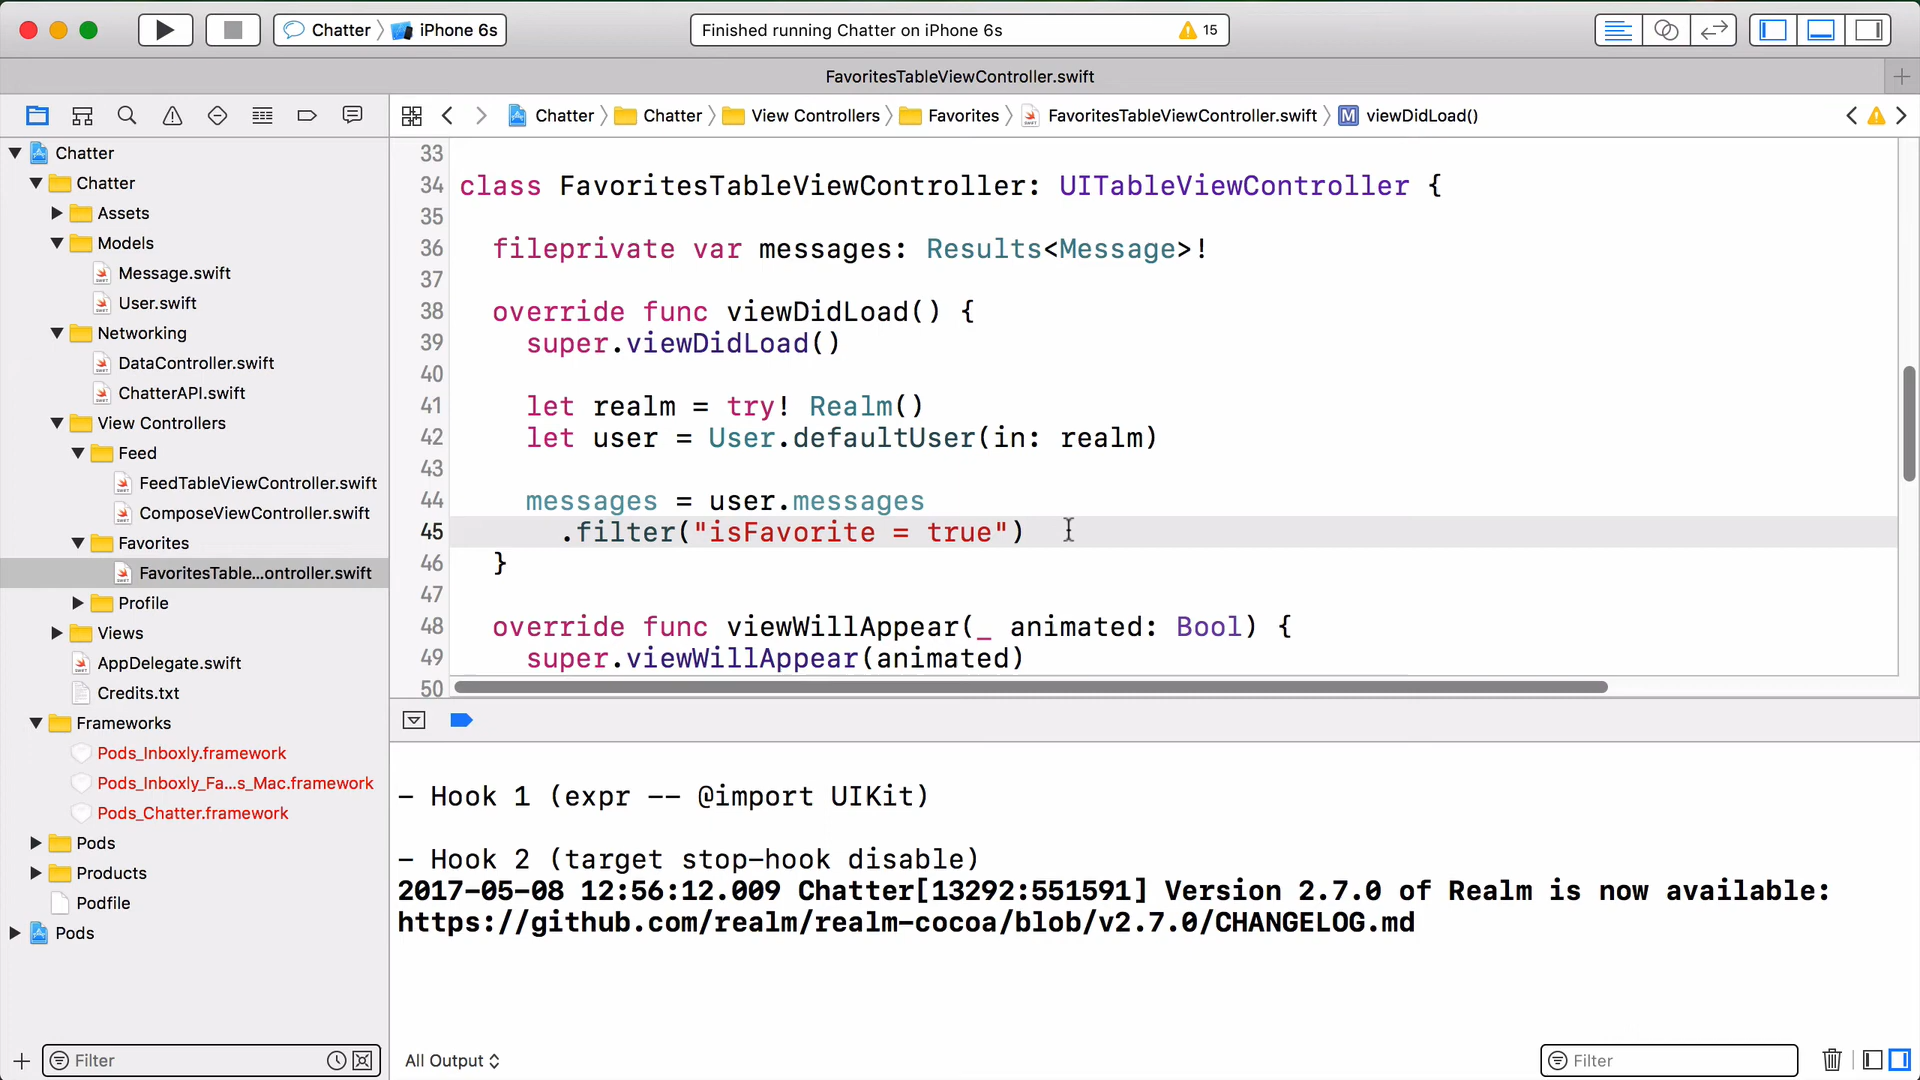 Chatter
iPhone 6s
Finished running Chatter on iPhone 6s
15
FavoritesTableViewController.swift
Chatter
Chatter
View Controllers
Favorites
FavoritesTableViewController.swift
M
viewDidLoad()
Chatter
Chatter
Assets
Models
Message.swift
User.swift
Networking
DataController.swift
ChatterAPI.swift
View Controllers
Feed
FeedTableViewController.swift
ComposeViewController.swift
Favorites
FavoritesTable...ontroller.swift
Profile
Views
AppDelegate.swift
Credits.txt
Frameworks
Pods_Inboxly.framework
Pods_Inboxly_Fa...s_Mac.framework
Pods_Chatter.framework
Pods
Products
Podfile
Pods
Filter
33
34 class FavoritesTableViewController: UITableViewController {
35
36 fileprivate var messages: Results<Message>!
37
38 override func viewDidLoad() {
39 super.viewDidLoad()
40
41 let realm = try! Realm()
42 let user = User.defaultUser(in: realm)
43
44 messages = user.messages
45 .filter("isFavorite = true")
46 }
47
48 override func viewWillAppear(_ animated: Bool) {
49 super.viewWillAppear(animated)
50
- Hook 1 (expr -- @import UIKit)
- Hook 2 (target stop-hook disable)
2017-05-08 12:56:12.009 Chatter[13292:551591] Version 2.7.0 of Realm is now available:
https://github.com/realm/realm-cocoa/blob/v2.7.0/CHANGELOG.md
All Output
Filter